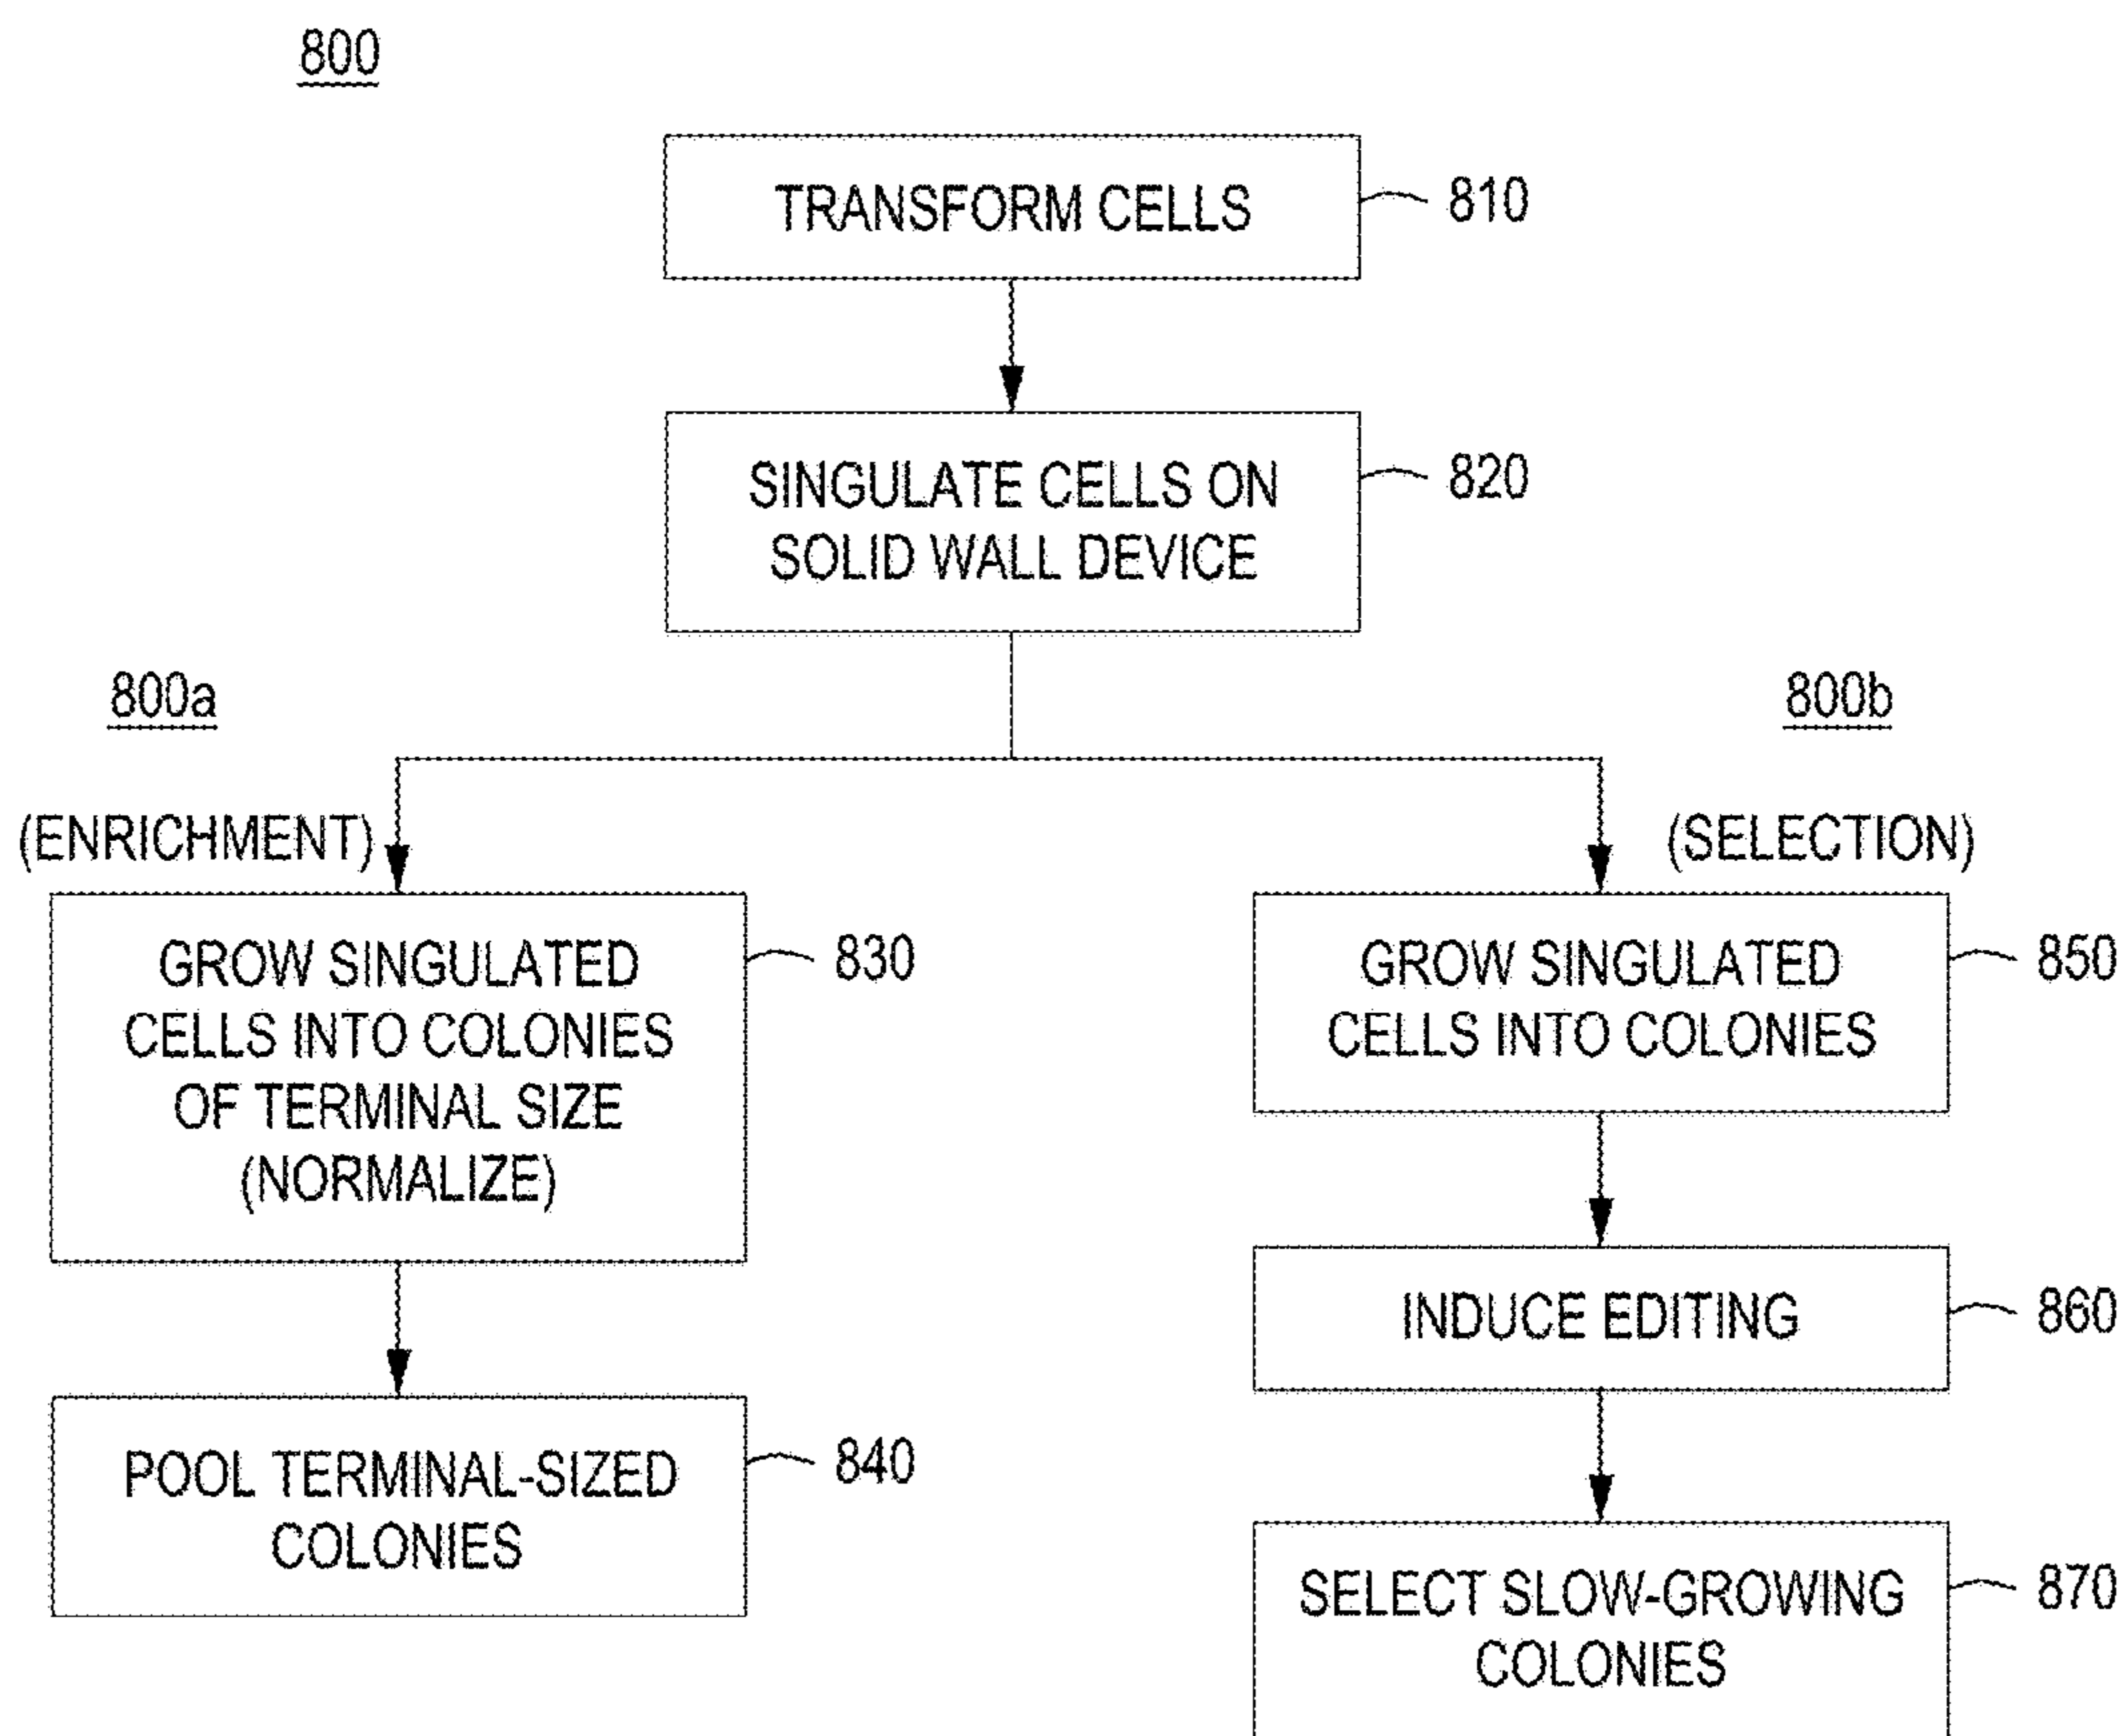 800
TRANSFORM CELLS
810
SINGULATE CELLS ON
SOLID WALL DEVICE
820
800a
800b
(ENRICHMENT)
(SELECTION)
GROW SINGULATED
CELLS INTO COLONIES
OF TERMINAL SIZE
(NORMALIZE)
830
GROW SINGULATED
CELLS INTO COLONIES
850
INDUCE EDITING
860
POOL TERMINAL-SIZED
COLONIES
840
SELECT SLOW-GROWING
COLONIES
870